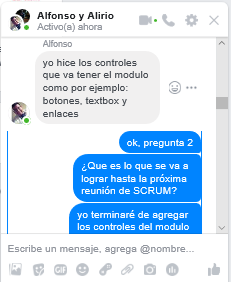 Alfonso y Alirio
Activo(a) ahora
Alfonso
yo hice los controles
que va tener el modulo
como por ejemplo:
botones, textbox y
enlaces
ok, pregunta 2
¿Que es lo que se va a
lograr hasta la próxima
reunión de SCRUM?
yo terminaré de agregar
los controles del modulo
Escribe un mensaje, agrega @nombre...
GIF